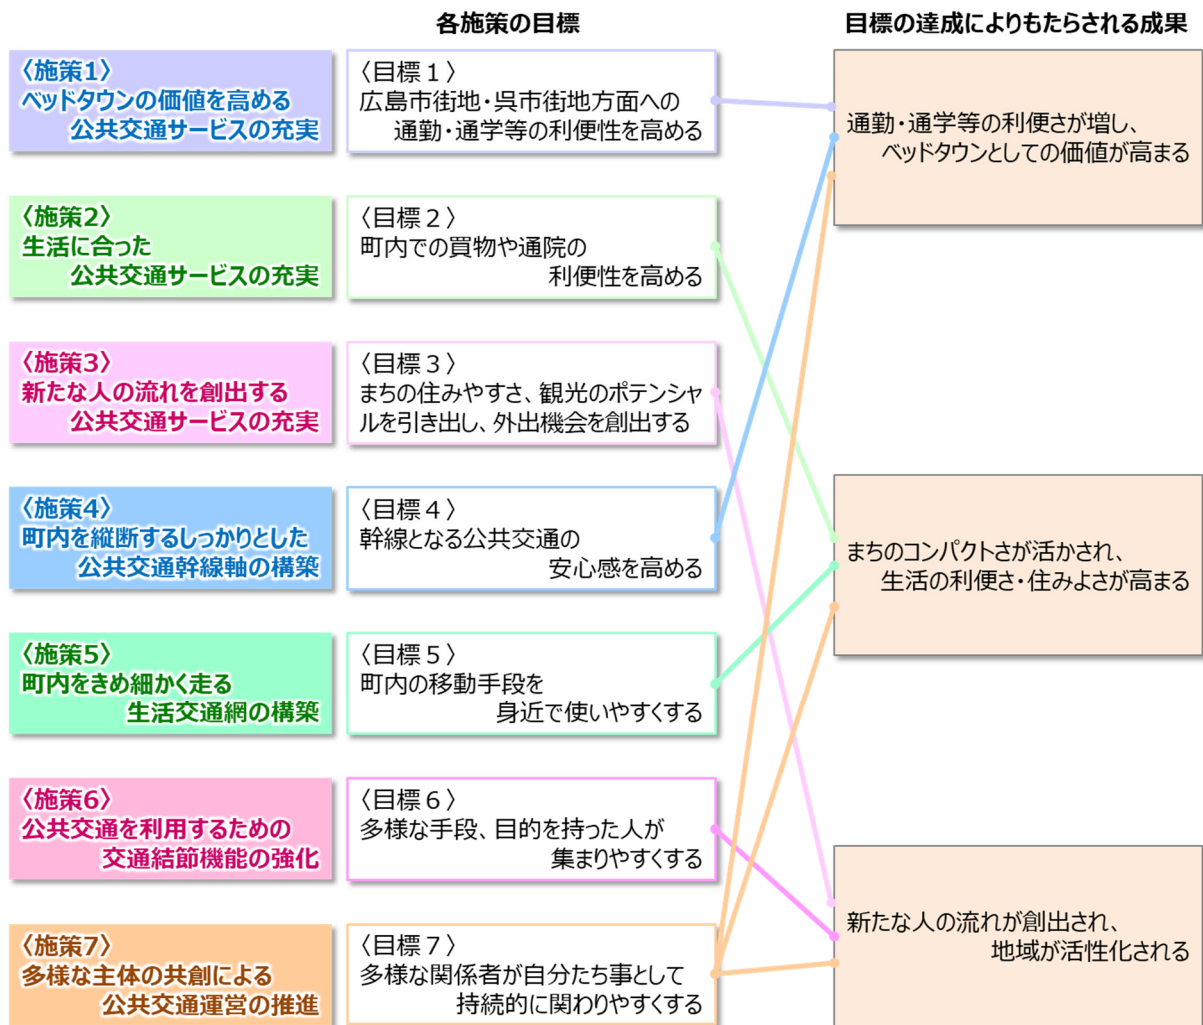 各施策の目標
目標の達成によりもたらされる成果
〈施策1〉
ベッドタウンの価値を高める
公共交通サービスの充実
〈目標１〉
広島市街地・呉市街地方面への
通勤・通学等の利便性を高める
通勤・通学等の利便さが増し、
ベッドタウンとしての価値が高まる
〈施策2〉
生活に合った
公共交通サービスの充実
〈目標２〉
町内での買物や通院の
利便性を高める
〈施策3〉
新たな人の流れを創出する
公共交通サービスの充実
〈目標３〉
まちの住みやすさ、観光のポテンシャ
ルを引き出し、外出機会を創出する
〈施策4〉
町内を縦断するしっかりとした
公共交通幹線軸の構築
〈目標４〉
幹線となる公共交通の
安心感を高める
まちのコンパクトさが活かされ、
生活の利便さ・住みよさが高まる
〈施策5〉
町内をきめ細かく走る
生活交通網の構築
〈目標５〉
町内の移動手段を
身近で使いやすくする
〈施策6〉
公共交通を利用するための
交通結節機能の強化
〈目標６〉
多様な手段、目的を持った人が
集まりやすくする
〈施策7〉
多様な主体の共創による
公共交通運営の推進
〈目標７〉
多様な関係者が自分たち事として
持続的に関わりやすくする
新たな人の流れが創出され、
地域が活性化される